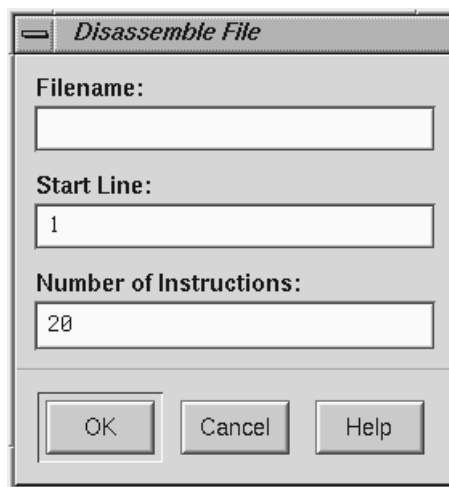 Disassemble File
Filename:
Start Line:
1
Number of Instructions:
20
OK Cancel Help